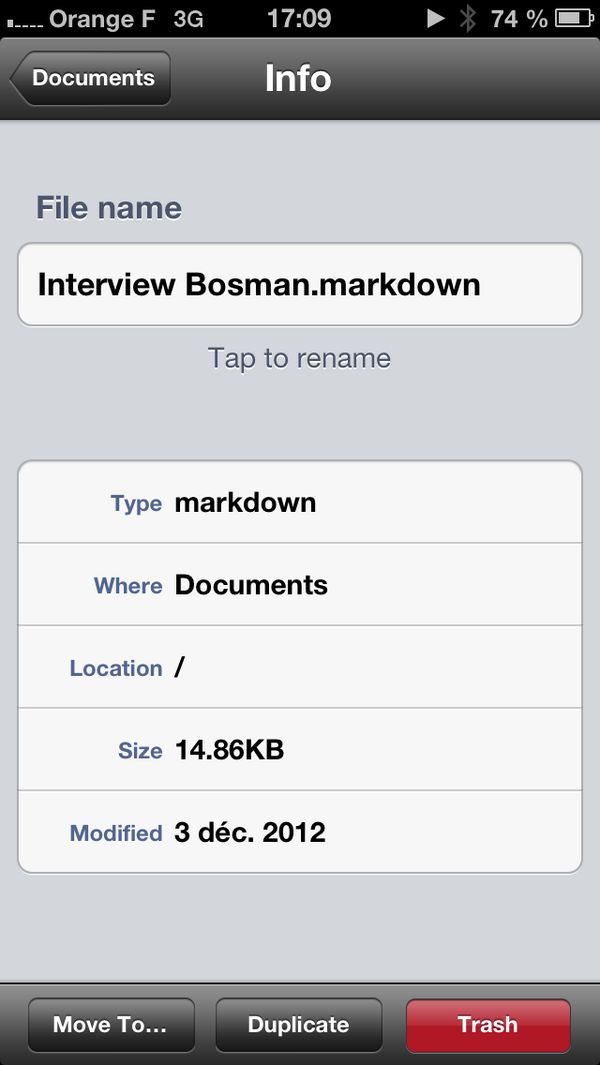 Orange F 3G 17:09 74 %
Documents Info
File name
Interview Bosman.markdown
Tap to rename
Type markdown
Where Documents
Location /
Size 14.86KB
Modified 3 déc. 2012
Move To... Duplicate Trash